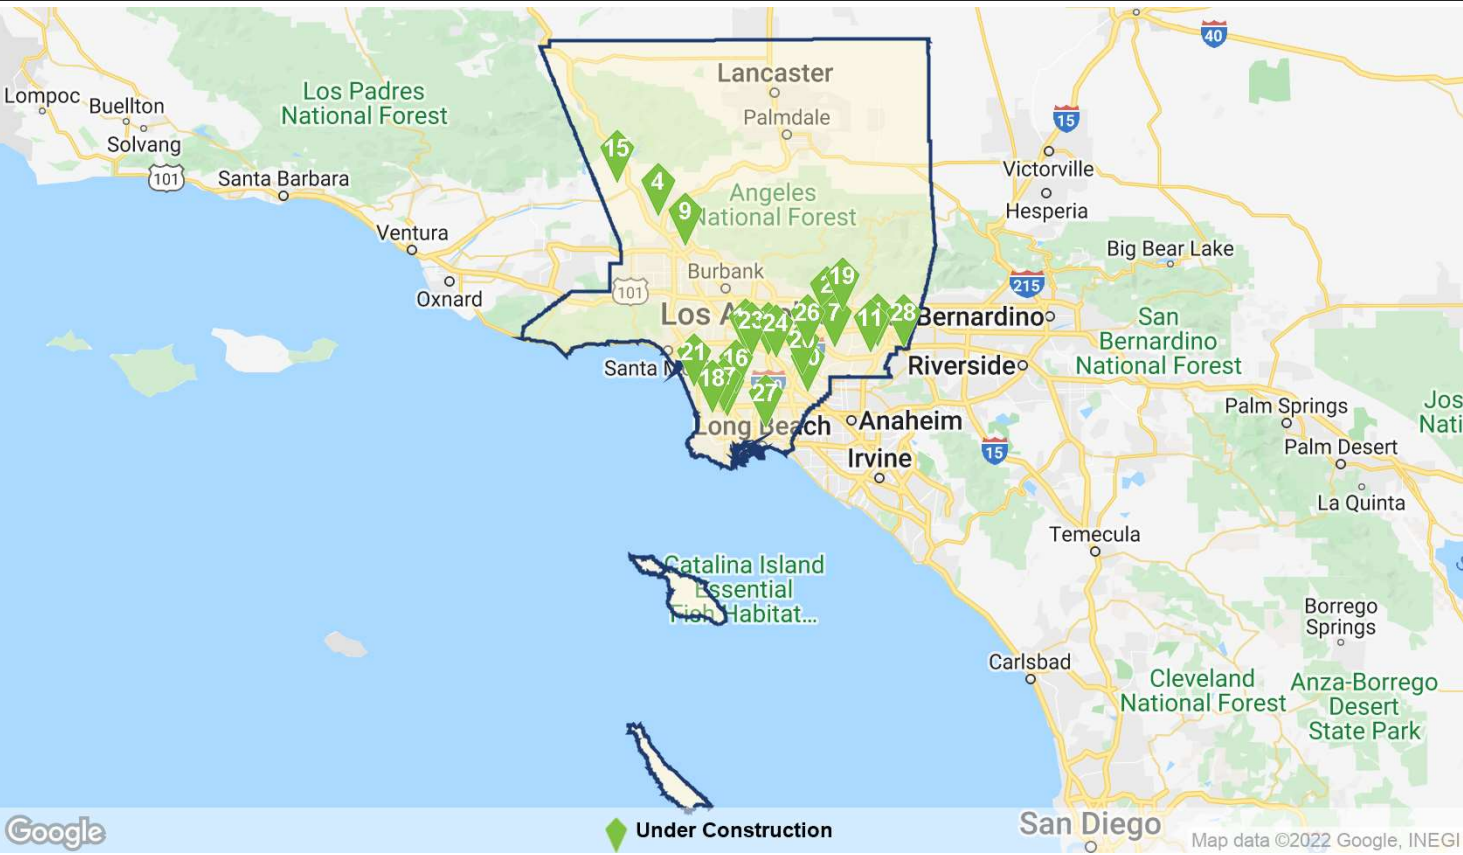 40
Lancaster
Los Padres
National Forest
Lompoc
Buellton
Palmdale
15
Solvang
15
Victorville
101
Santa Barbara
4
Angeles
National Forest
Hesperia
9
Ventura
Big Bear Lake
Burbank
19
215
Oxnard
101
26
7
11
28
Bernardino
San
Bernardino
National Forest
23
24
21
16
Santa
Riverside
18
27
Palm Springs
Long Beach
Anaheim
15
Irvine
Palm Desert
La Quinta
Temecula
Catalina Island
Essential
Fish Habitat...
Borrego
Springs
Carlsbad
Cleveland
National Forest
Anza-Borrego
Desert
State Park
Under Construction
San Diego
Google
Map data ©2022 Google, INEGI